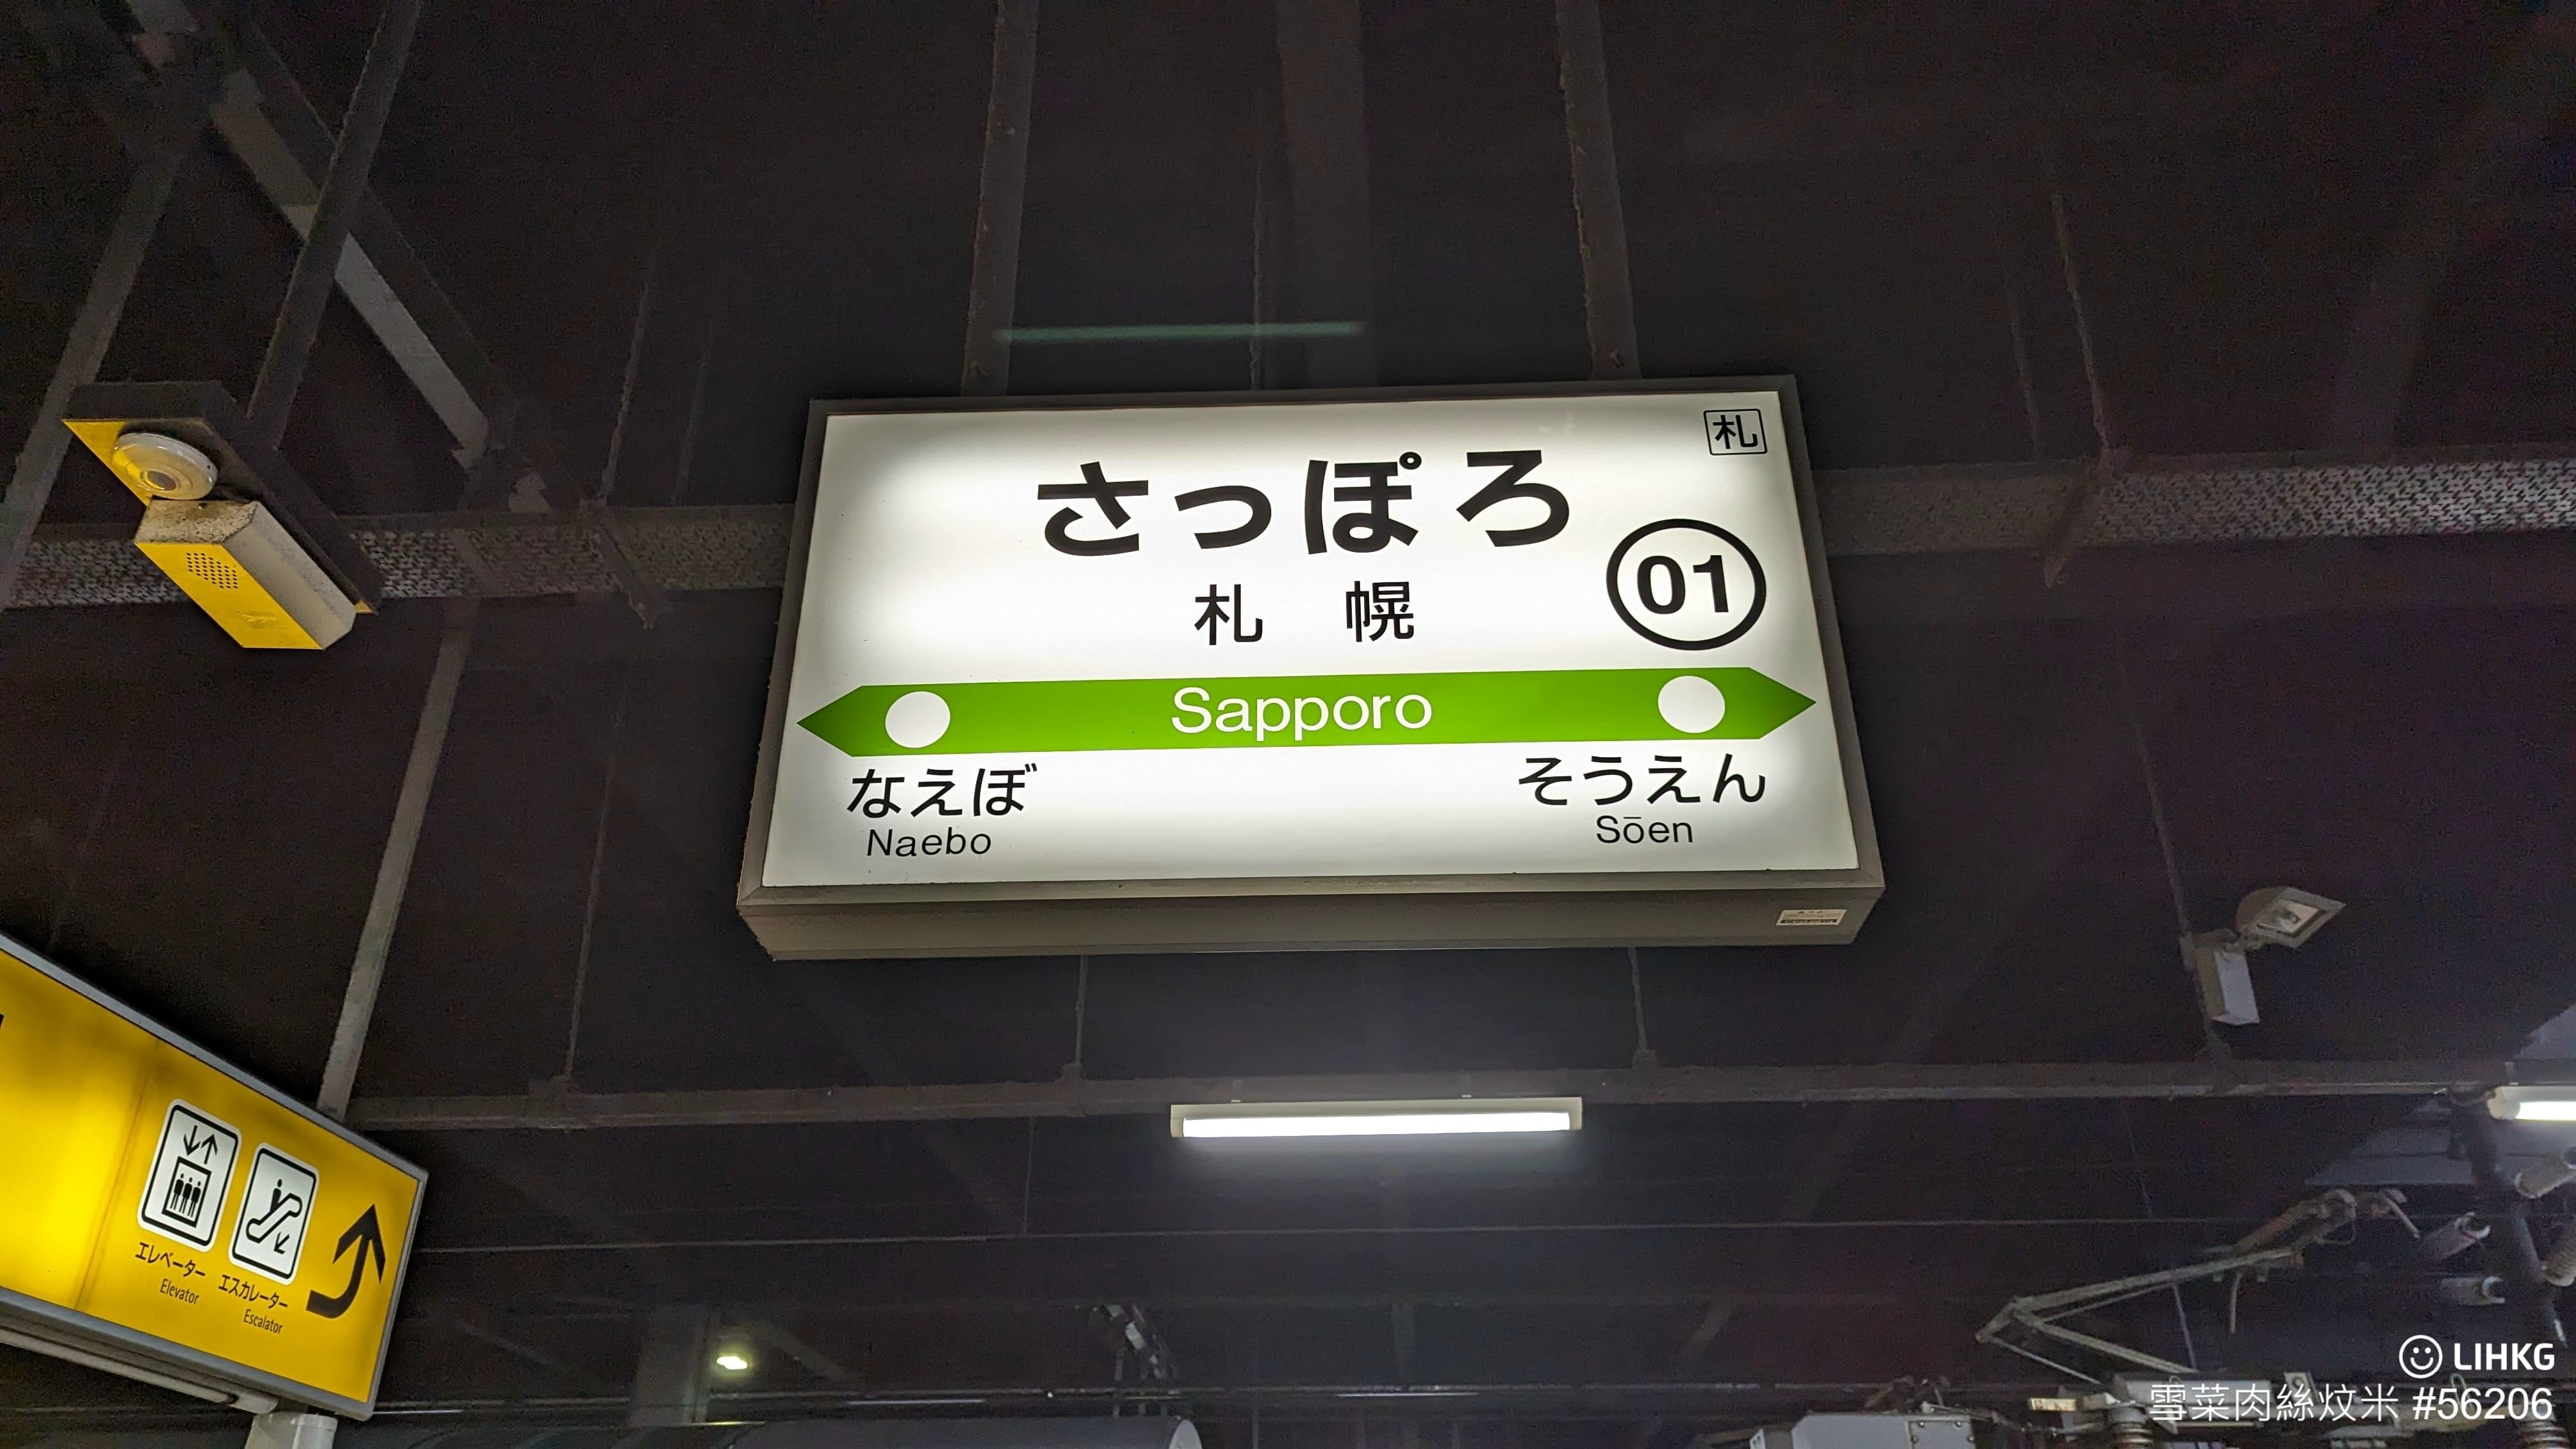 札
さっぽろ
01
札幌
Sapporo
なえぼ
Naebo
そうえん
Sōen
エレベーター
Elevator
エスカレーター
Escalator
LIHKG
雪菜肉絲炆米 #56206